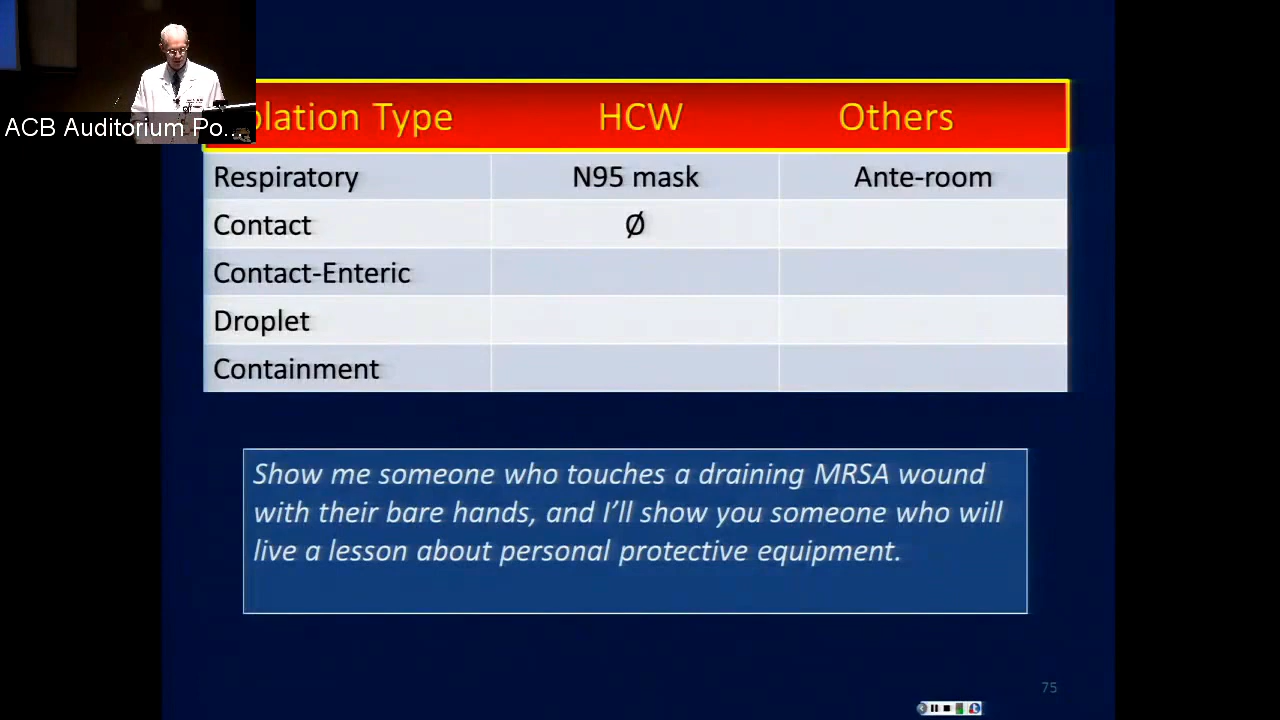 ACB Auditorium Po...
olation Type HCW Others
Respiratory N95 mask Ante-room
Contact Ø
Contact-Enteric
Droplet
Containment
Show me someone who touches a draining MRSA wound
with their bare hands, and I'll show you someone who will
live a lesson about personal protective equipment.
75